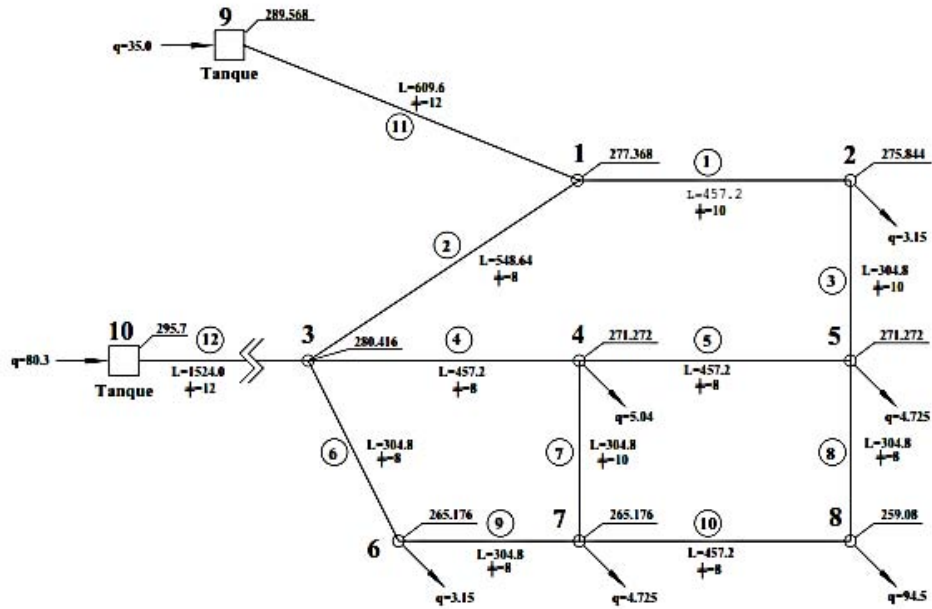 9
289.568
q=35.0
Tanque
L=609.6
⌀=12
11
1
277.368
1
L=457.2
⌀=10
2
275.844
q=3.15
2
L=548.64
⌀=8
3
L=304.8
⌀=10
10
295.7
12
q=80.3
L=1524.0
⌀=12
Tanque
3
280.416
4
L=457.2
⌀=8
4
271.272
q=5.04
5
L=457.2
⌀=8
5
271.272
q=4.725
6
L=304.8
⌀=8
7
L=304.8
⌀=10
8
L=304.8
⌀=8
6
265.176
q=3.15
9
L=304.8
⌀=8
7
265.176
q=4.725
10
L=457.2
⌀=8
8
259.08
q=94.5